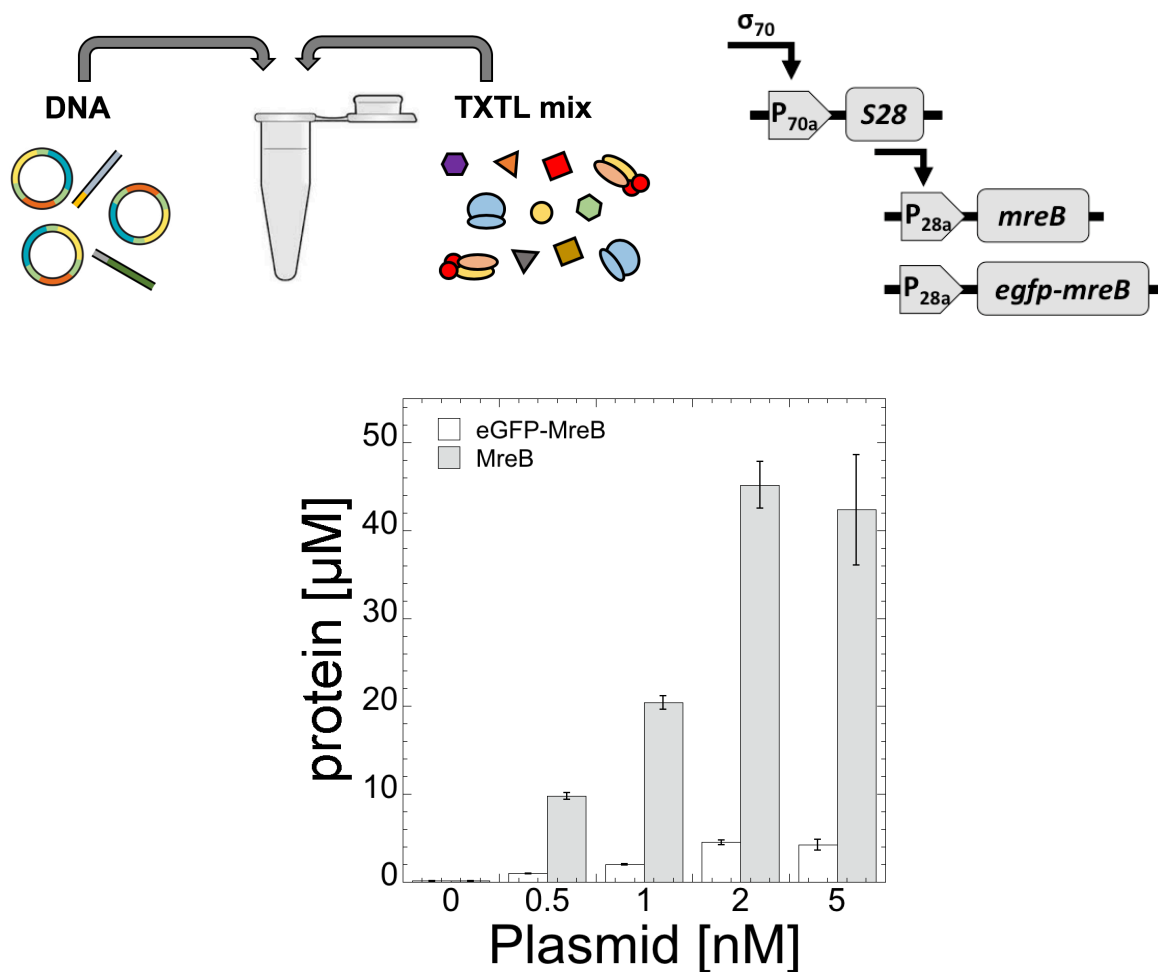 DNA
TXTL mix
σ70
P70a
S28
P28a
mreB
P28a
egfp-mreB
eGFP-MreB
MreB
protein [µM]
50
40
30
20
10
0
0 0.5 1 2 5
Plasmid [nM]